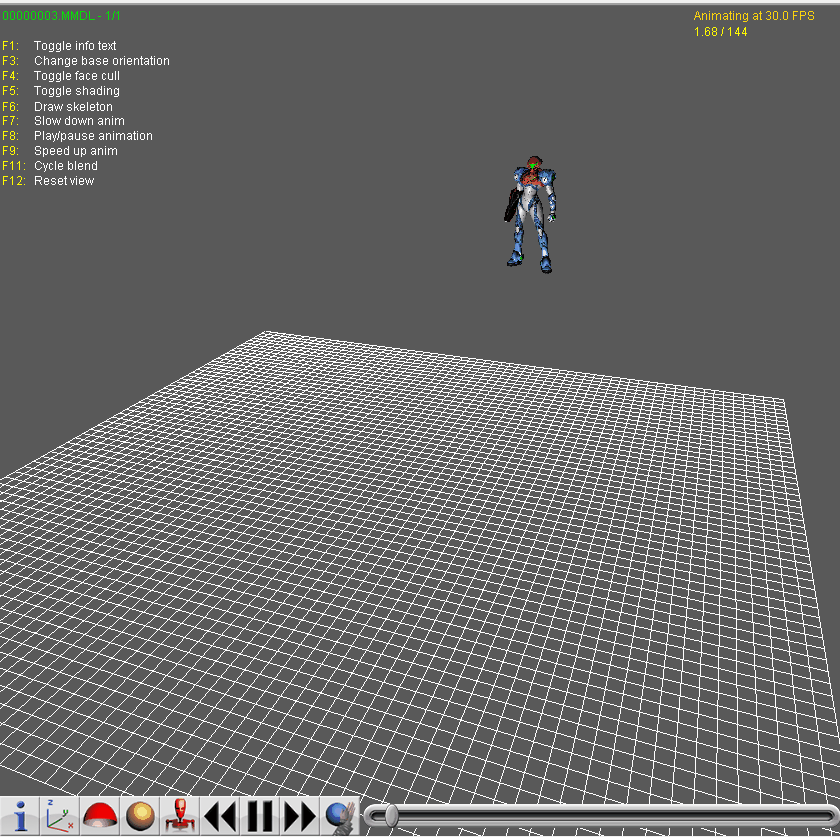 00000003.MMDL - 1/1
Animating at 30.0 FPS
1.68 / 144
F1: Toggle info text
F3: Change base orientation
F4: Toggle face cull
F5: Toggle shading
F6: Draw skeleton
F7: Slow down anim
F8: Play/pause animation
F9: Speed up anim
F11: Cycle blend
F12: Reset view
z
y
x